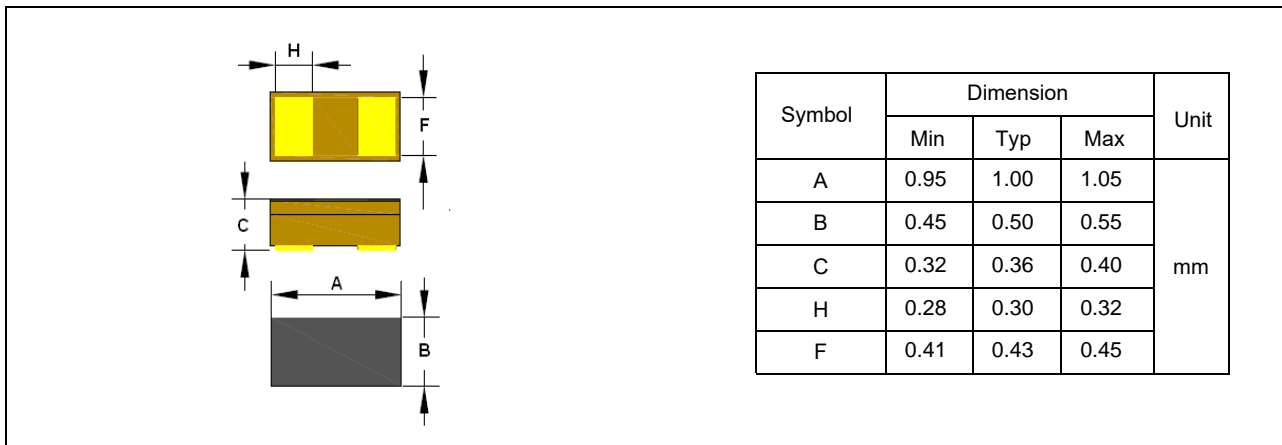 H
F
C
A
B
Symbol Dimension Unit
Min Typ Max
A 0.95 1.00 1.05
B 0.45 0.50 0.55
C 0.32 0.36 0.40 mm
H 0.28 0.30 0.32
F 0.41 0.43 0.45